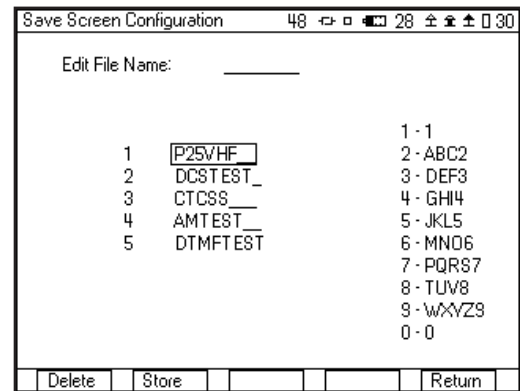 Save Screen Configuration 48 28 30
Edit File Name: ________
1 P25VHF__
2 DCSTEST_
3 CTCSS___
4 AMTEST__
5 DTMFTEST
1 - 1
2 - ABC2
3 - DEF3
4 - GHI4
5 - JKL5
6 - MNO6
7 - PQRS7
8 - TUV8
9 - WXYZ9
0 - 0
Delete Store Return